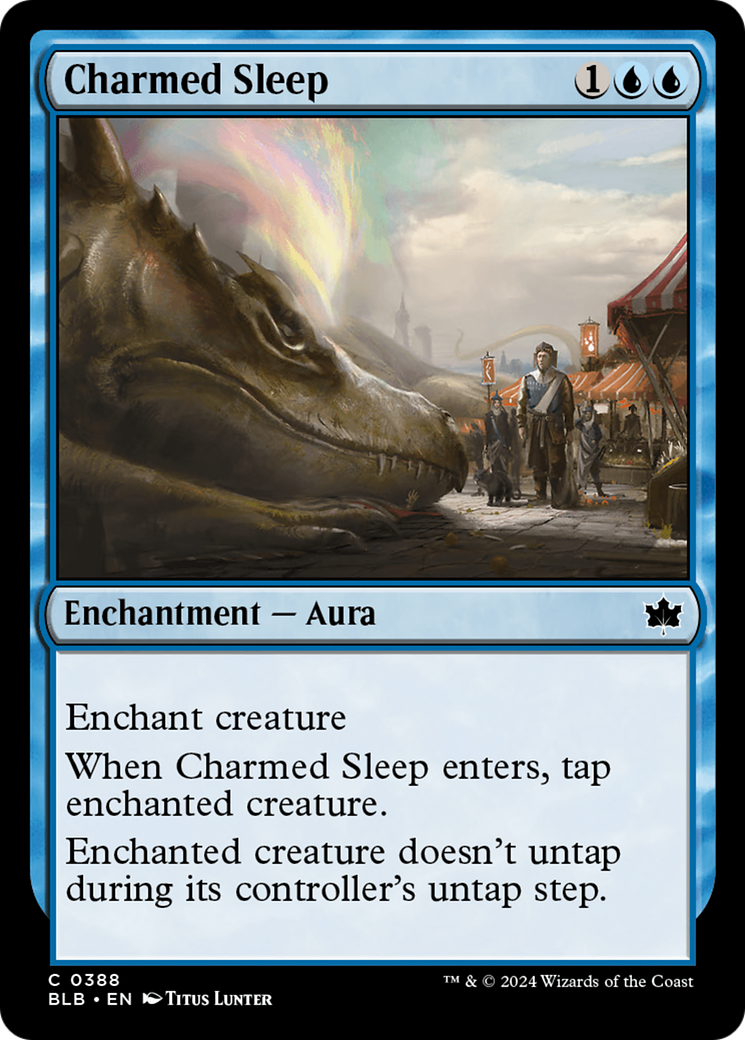 Charmed Sleep 1
Enchantment — Aura
Enchant creature
When Charmed Sleep enters, tap
enchanted creature.
Enchanted creature doesn't untap
during its controller's untap step.
C 0388
™ & © 2024 Wizards of the Coast
BLB • EN Titus Lunter